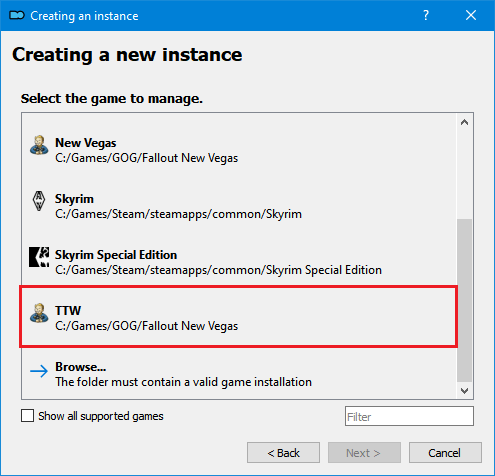 Creating an instance
?
Creating a new instance
Select the game to manage.
New Vegas
C:/Games/GOG/Fallout New Vegas
Skyrim
C:/Games/Steam/steamapps/common/Skyrim
Skyrim Special Edition
C:/Games/Steam/steamapps/common/Skyrim Special Edition
TTW
C:/Games/GOG/Fallout New Vegas
Browse...
The folder must contain a valid game installation
Show all supported games
Filter
< Back
Next >
Cancel